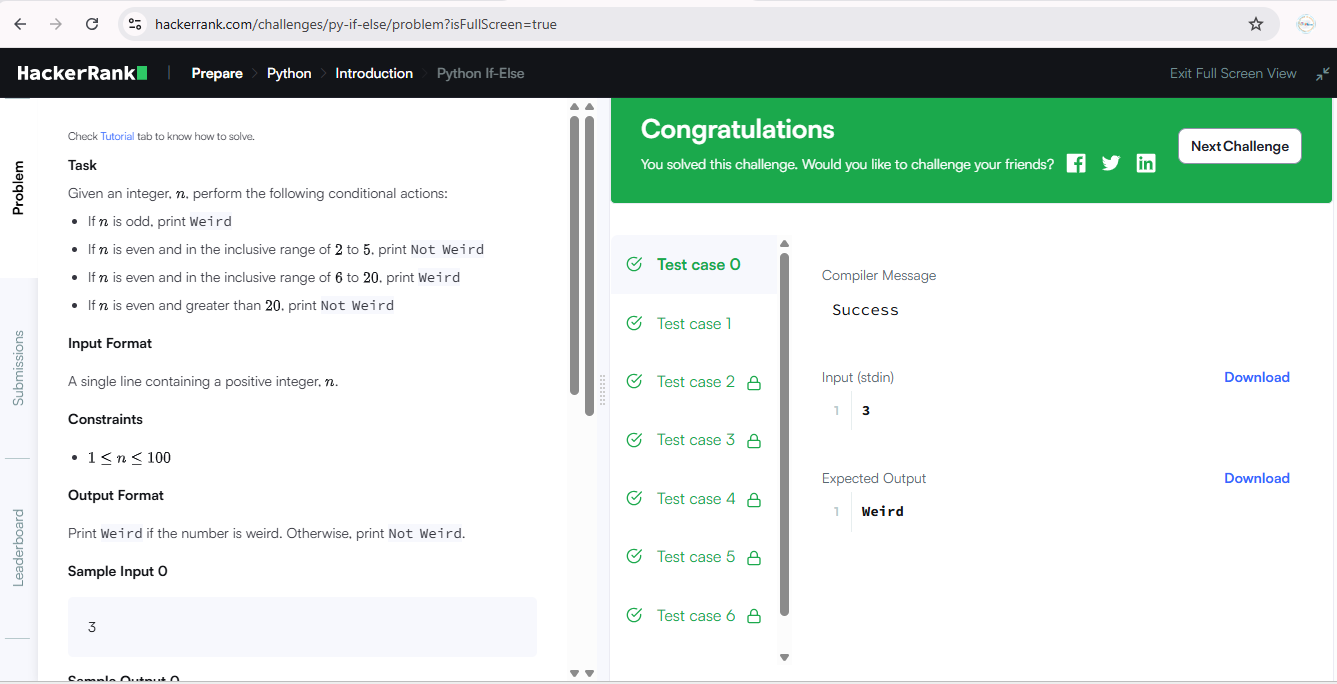 hackerrank.com/challenges/py-if-else/problem?isFullScreen=true
HackerRank
Prepare
Python
Introduction
Python If-Else
Exit Full Screen View
Problem
Submissions
Leaderboard
Check Tutorial tab to know how to solve.
Task
Given an integer, n, perform the following conditional actions:
• If n is odd, print Weird
• If n is even and in the inclusive range of 2 to 5, print Not Weird
• If n is even and in the inclusive range of 6 to 20, print Weird
• If n is even and greater than 20, print Not Weird
Input Format
A single line containing a positive integer, n.
Constraints
• 1 ≤ n ≤ 100
Output Format
Print Weird if the number is weird. Otherwise, print Not Weird.
Sample Input 0
3
Sample Output 0
Congratulations
You solved this challenge. Would you like to challenge your friends?
Next Challenge
Test case 0
Test case 1
Test case 2
Test case 3
Test case 4
Test case 5
Test case 6
Compiler Message
Success
Input (stdin)
Download
1 3
Expected Output
Download
1 Weird